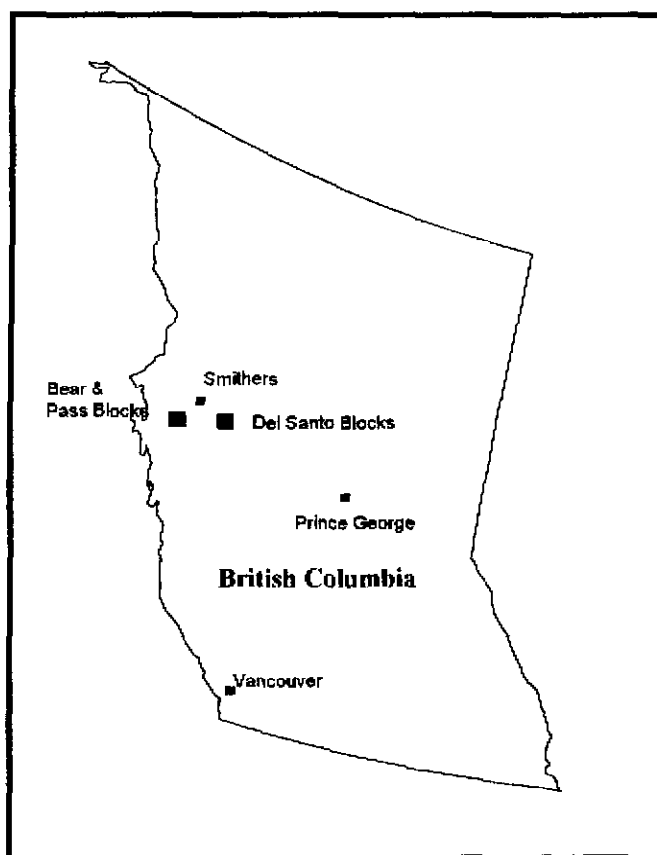 Smithers
Bear &
Pass Blocks
Del Santo Blocks
Prince George
British Columbia
Vancouver